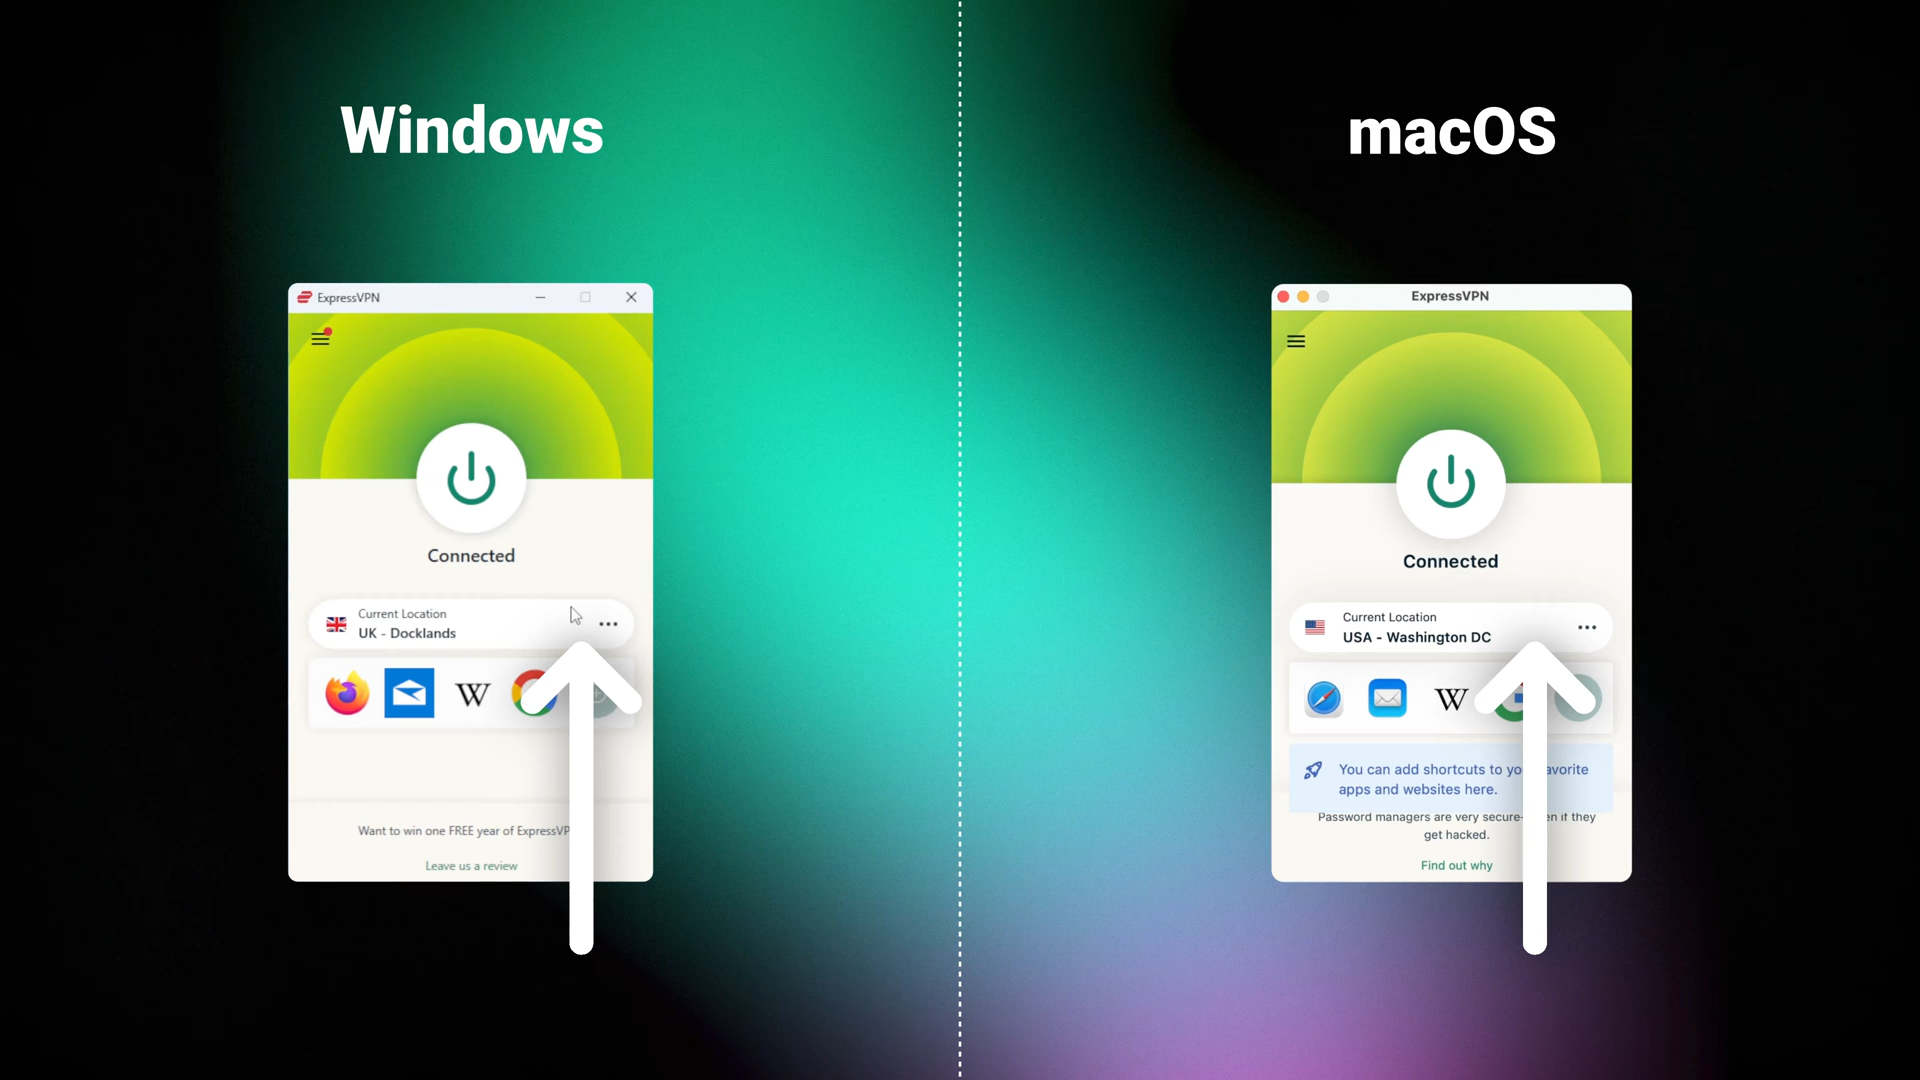 Windows
macOS
ExpressVPN
Connected
Current Location
UK - Docklands
W
Want to win one FREE year of ExpressVP
Leave us a review
ExpressVPN
Connected
Current Location
USA - Washington DC
W
You can add shortcuts to yo avorite
apps and websites here.
Password managers are very secure- en if they
get hacked.
Find out why